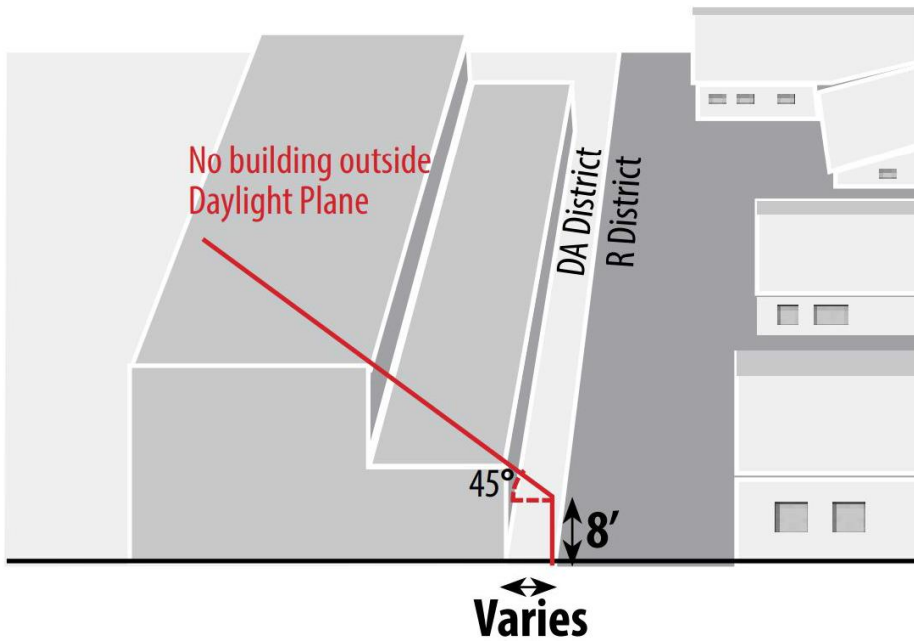 No building outside
Daylight Plane
DA District
R District
45°
8’
Varies